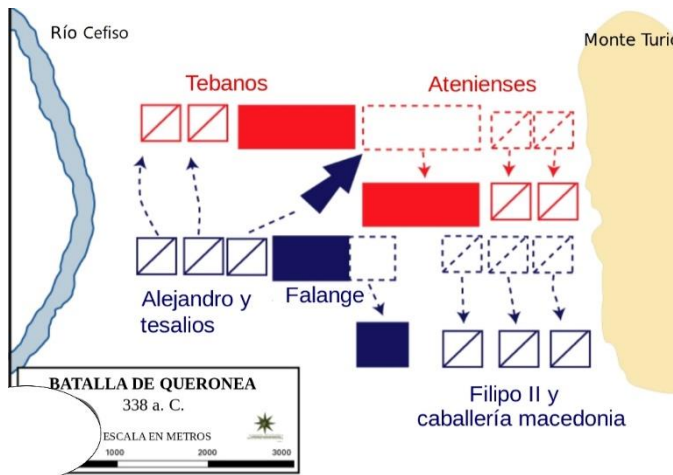 Río Cefiso
Monte Turio
Tebanos
Atenienses
Alejandro y
tesalios
Falange
Filipo II y
caballería macedonia
BATALLA DE QUERONEA
338 a. C.
ESCALA EN METROS
1000
2000
3000